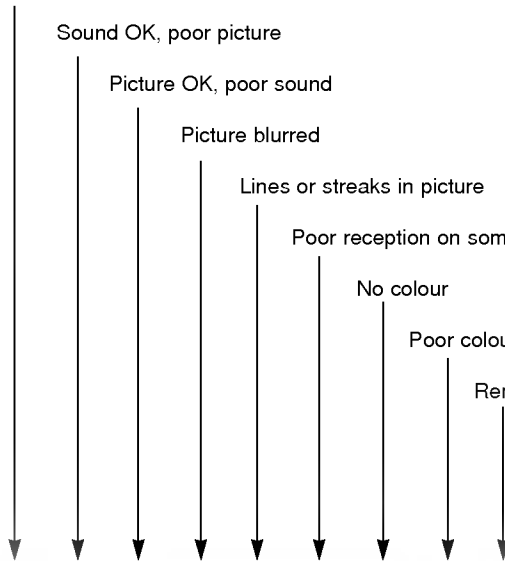 Sound OK, poor picture
Picture OK, poor sound
Picture blurred
Lines or streaks in picture
Poor reception on
No colour
Poor